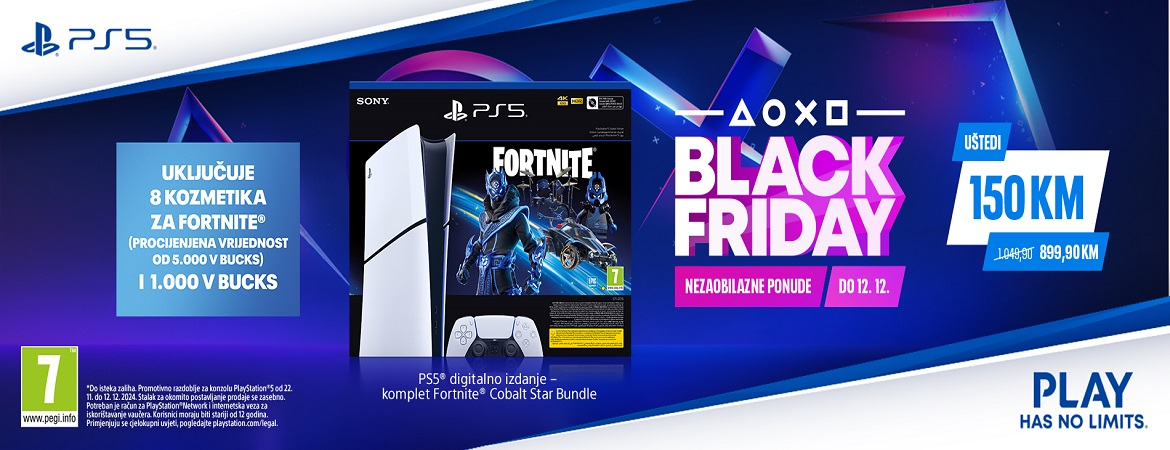 PS5
UKLJUČUJE
8 KOZMETIKA
ZA FORTNITE®
(PROCIJENJENA VRIJEDNOST
OD 5.000 V BUCKS)
I 1.000 V BUCKS
SONY
PS5
4K
HDR
FORTNITE
7
BLACK
FRIDAY
NEZAOBILAZNE PONUDE
DO 12. 12.
UŠTEDI
150 KM
1.049,90 899,90 KM
PS5® digitalno izdanje –
komplet Fortnite® Cobalt Star Bundle
7
www.pegi.info
*Do isteka zaliha. Promotivno razdoblje za konzolu PlayStation®5 od 22.
11. do 12. 12. 2024. Stalak za okomito postavljanje prodaje se zasebno.
Potreban je račun za PlayStation®Network i internetska veza za
iskorištavanje vaučera. Korisnici moraju biti stariji od 12 godina.
Primjenjuju se cjelokupni uvjeti, pogledajte playstation.com/legal.
PLAY
HAS NO LIMITS.